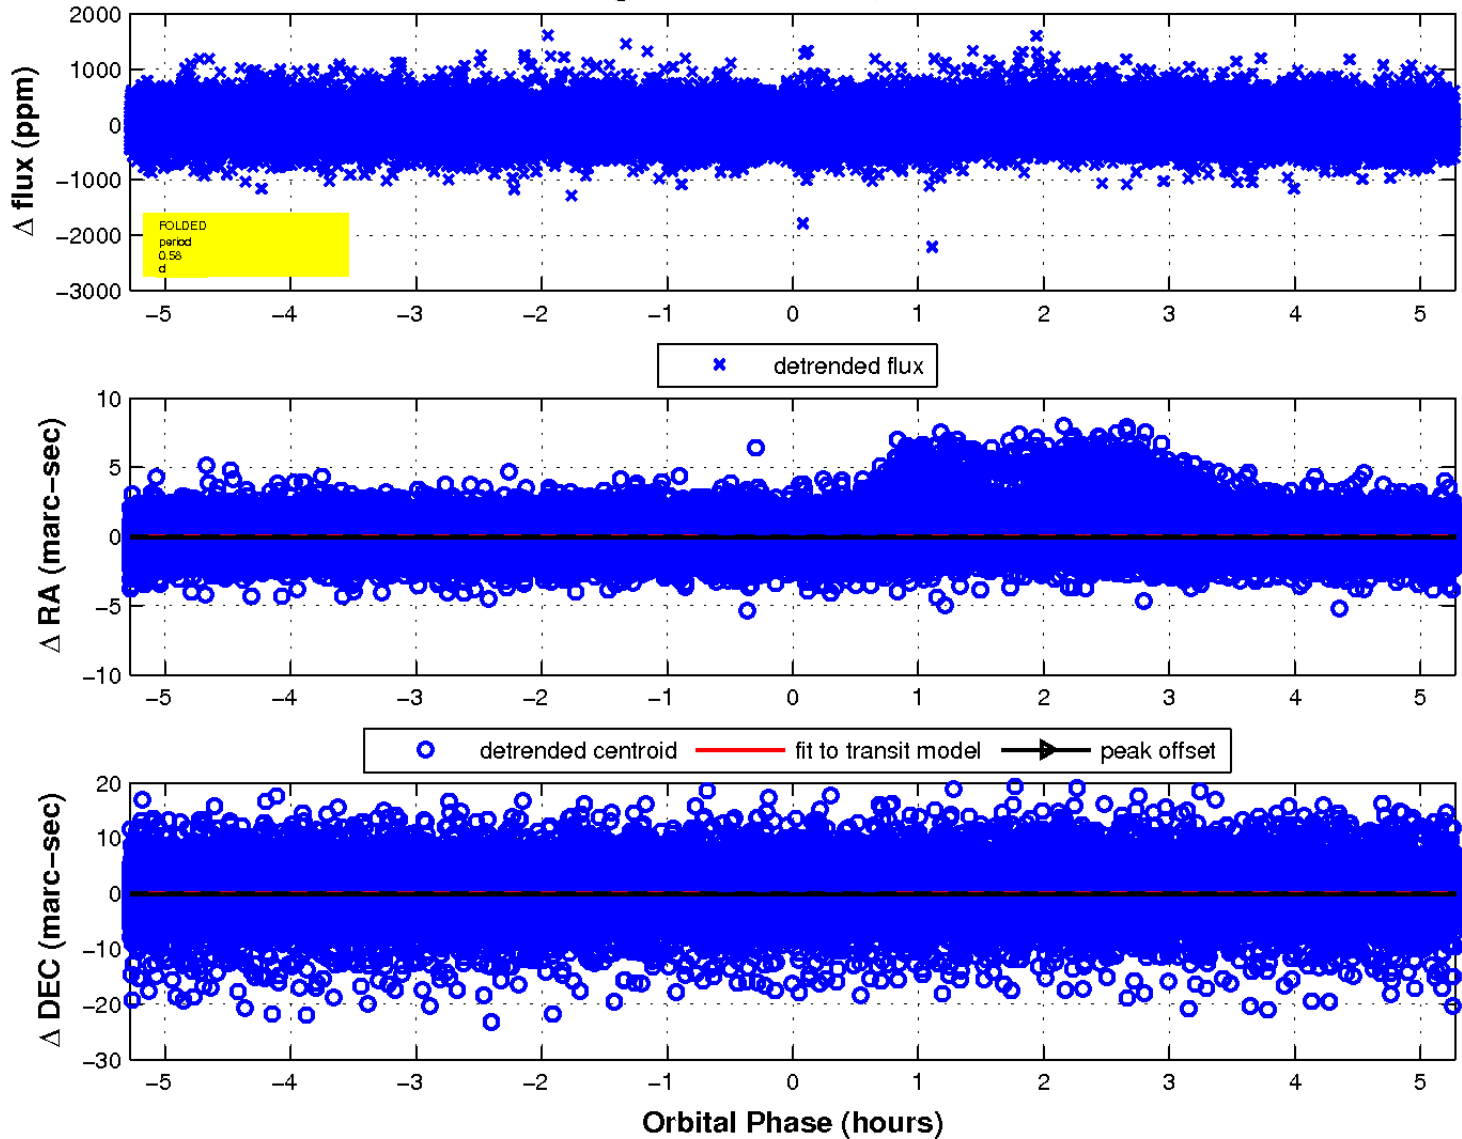 2000
1000
0
−1000
−2000
−3000
Δ flux (ppm)
FOLDED
period
0.58
d
−5 −4 −3 −2 −1 0 1 2 3 4 5
detrended flux
10
5
0
−5
−10
Δ RA (marc−sec)
−5 −4 −3 −2 −1 0 1 2 3 4 5
detrended centroid fit to transit model peak offset
20
10
0
−10
−20
−30
Δ DEC (marc−sec)
−5 −4 −3 −2 −1 0 1 2 3 4 5
Orbital Phase (hours)